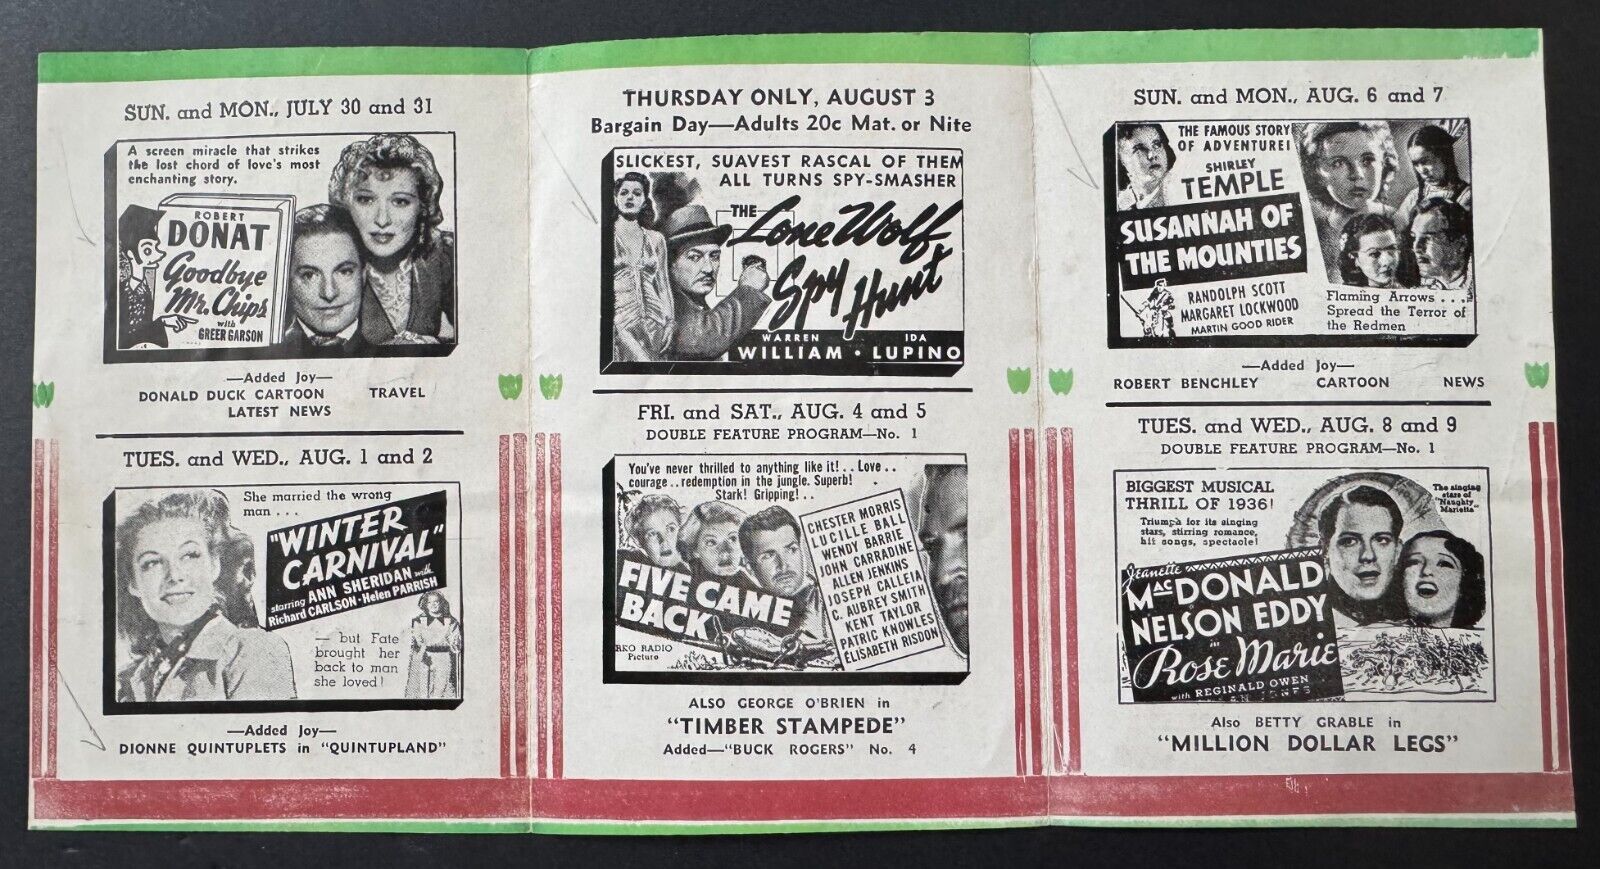 SUN. and MON., JULY 30 and 31
A screen miracle that strikes
the lost chord of love's most
enchanting story.
ROBERT
DONAT
Goodbye
Mr. Chips
with
GREER GARSON
—Added Joy—
DONALD DUCK CARTOON TRAVEL
LATEST NEWS
TUES. and WED., AUG. 1 and 2
She married the wrong
man . . .
"WINTER
CARNIVAL"
starring ANN SHERIDAN with
Richard CARLSON · Helen PARRISH
— but Fate
brought her
back to man
she loved!
—Added Joy—
DIONNE QUINTUPLETS in "QUINTUPLAND"
THURSDAY ONLY, AUGUST 3
Bargain Day—Adults 20c Mat. or Nite
SLICKEST, SUAVEST RASCAL OF THEM
ALL TURNS SPY-SMASHER
THE
Lone Wolf
Spy Hunt
WARREN IDA
WILLIAM · LUPINO
FRI. and SAT., AUG. 4 and 5
DOUBLE FEATURE PROGRAM—No. 1
You've never thrilled to anything like it! . . Love . .
courage . . redemption in the jungle. Superb!
Stark! Gripping! . .
CHESTER MORRIS
LUCILLE BALL
WENDY BARRIE
JOHN CARRADINE
ALLEN JENKINS
JOSEPH CALLEIA
C. AUBREY SMITH
KENT TAYLOR
PATRIC KNOWLES
ELISABETH RISDON
FIVE CAME
BACK
RKO RADIO
Picture
ALSO GEORGE O'BRIEN in
"TIMBER STAMPEDE"
Added—"BUCK ROGERS" No. 4
SUN. and MON., AUG. 6 and 7
THE FAMOUS STORY
OF ADVENTURE!
SHIRLEY
TEMPLE
SUSANNAH OF
THE MOUNTIES
RANDOLPH SCOTT
MARGARET LOCKWOOD
MARTIN GOOD RIDER
Flaming Arrows . . .
Spread the Terror of
the Redmen
—Added Joy—
ROBERT BENCHLEY CARTOON NEWS
TUES. and WED., AUG. 8 and 9
DOUBLE FEATURE PROGRAM—No. 1
BIGGEST MUSICAL
THRILL OF 1936!
Triumph for its singing
stars, stirring romance,
hit songs, spectacle!
The singing
stars of
"Naughty
Marietta"
Jeanette
MacDONALD
NELSON EDDY
in
Rose Marie
with REGINALD OWEN
ALLAN JONES
Also BETTY GRABLE in
"MILLION DOLLAR LEGS"